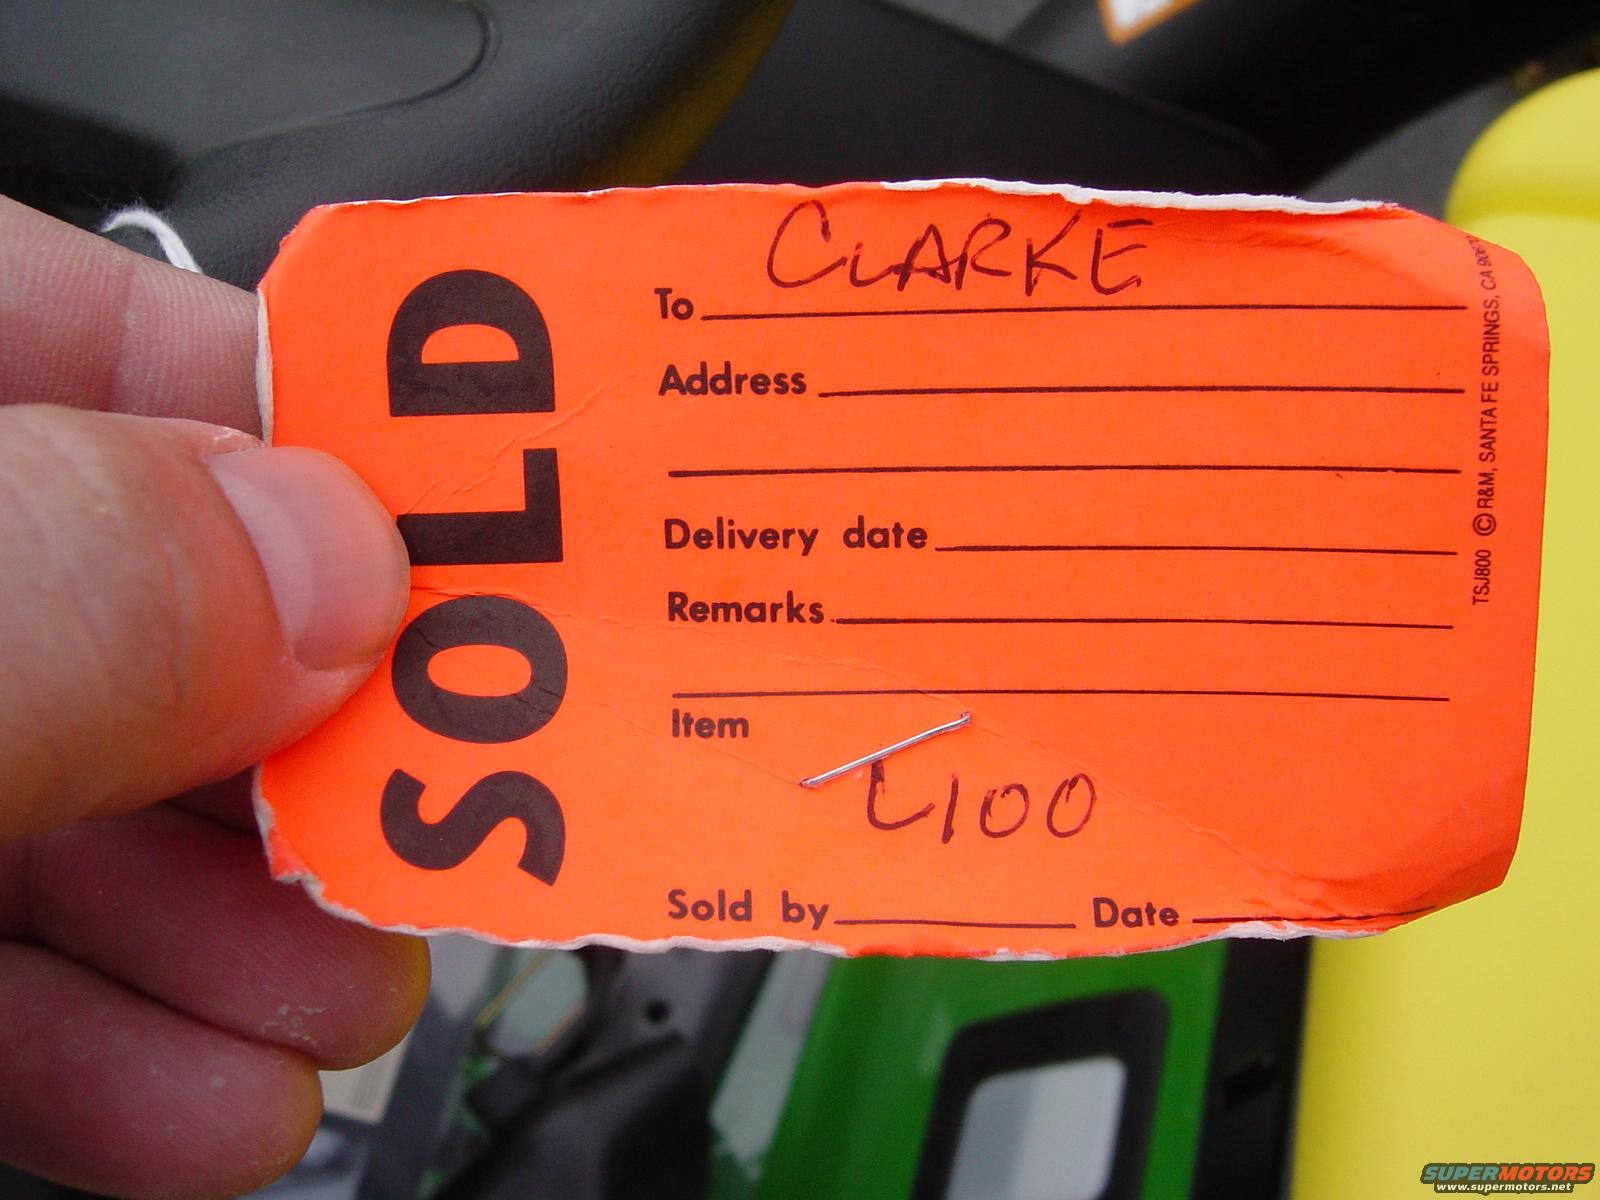 SOLD
To CLARKE
Address
Delivery date
Remarks
Item
L100
Sold by Date
TSJ800 © R&M, SANTA FE SPRINGS, CA
SUPERMOTORS
www.supermotors.net